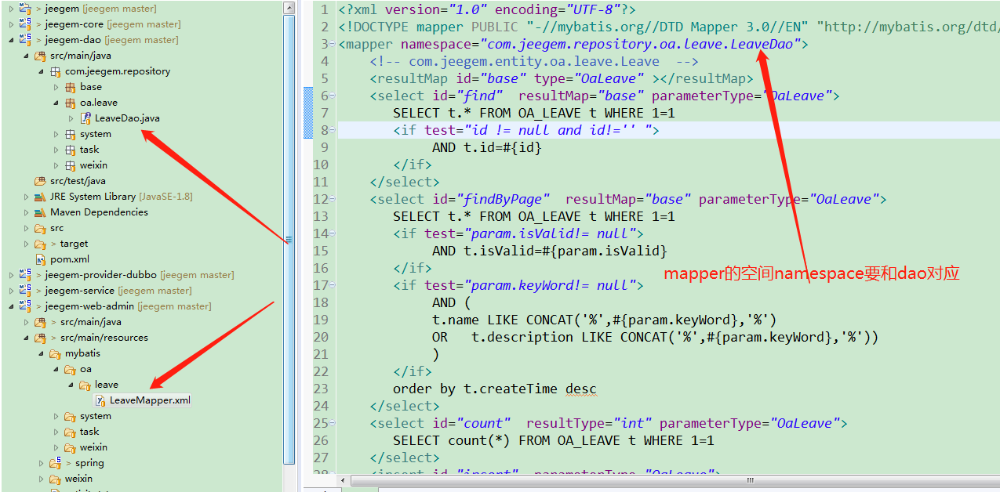 > jeegem [jeegem master]
> jeegem-core [jeegem master]
> jeegem-dao [jeegem master]
src/main/java
com.jeegem.repository
base
oa.leave
LeaveDao.java
system
task
weixin
src/test/java
JRE System Library [JavaSE-1.8]
Maven Dependencies
src
> target
pom.xml
> jeegem-provider-dubbo [jeegem master]
> jeegem-service [jeegem master]
> jeegem-web-admin [jeegem master]
> src/main/java
> src/main/resources
mybatis
oa
leave
LeaveMapper.xml
system
task
weixin
> spring
weixin
1 <?xml version="1.0" encoding="UTF-8"?>
2 <!DOCTYPE mapper PUBLIC "-//mybatis.org//DTD Mapper 3.0//EN" "http://mybatis.org/dtd/
3 <mapper namespace="com.jeegem.repository.oa.leave.LeaveDao">
4 <!-- com.jeegem.entity.oa.leave.Leave -->
5 <resultMap id="base" type="OaLeave" ></resultMap>
6 <select id="find" resultMap="base" parameterType="OaLeave">
7 SELECT t.* FROM OA_LEAVE t WHERE 1=1
8 <if test="id != null and id!='' ">
9 AND t.id=#{id}
10 </if>
11 </select>
12 <select id="findByPage" resultMap="base" parameterType="OaLeave">
13 SELECT t.* FROM OA_LEAVE t WHERE 1=1
14 <if test="param.isValid!= null">
15 AND t.isValid=#{param.isValid}
16 </if>
17 <if test="param.keyWord!= null">
18 AND (
19 t.name LIKE CONCAT('%',#{param.keyWord},'%')
20 OR t.description LIKE CONCAT('%',#{param.keyWord},'%'))
21 )
22 </if>
23 order by t.createTime desc
24 </select>
25 <select id="count" resultType="int" parameterType="OaLeave">
26 SELECT count(*) FROM OA_LEAVE t WHERE 1=1
27 </select>
28 <insert id="insert" parameterType="OaLeave">
mapper的空间namespace要和dao对应